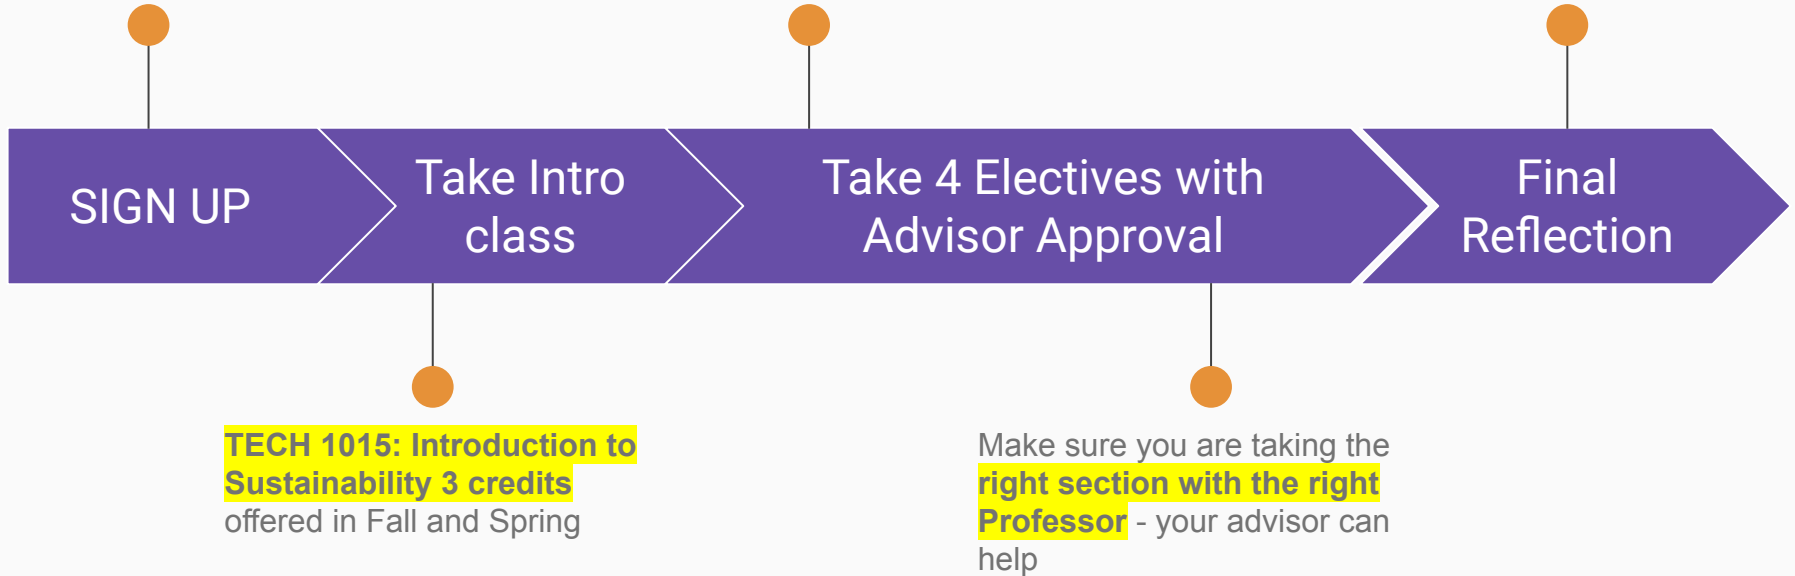 SIGN UP
Take Intro
class
Take 4 Electives with
Advisor Approval
Final
Reflection
TECH 1015: Introduction to
Sustainability 3 credits
offered in Fall and Spring
Make sure you are taking the
right section with the right
Professor - your advisor can
help